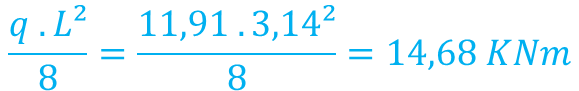 q . L²/8 = 11,91 . 3,14²/8 = 14,68 KNm